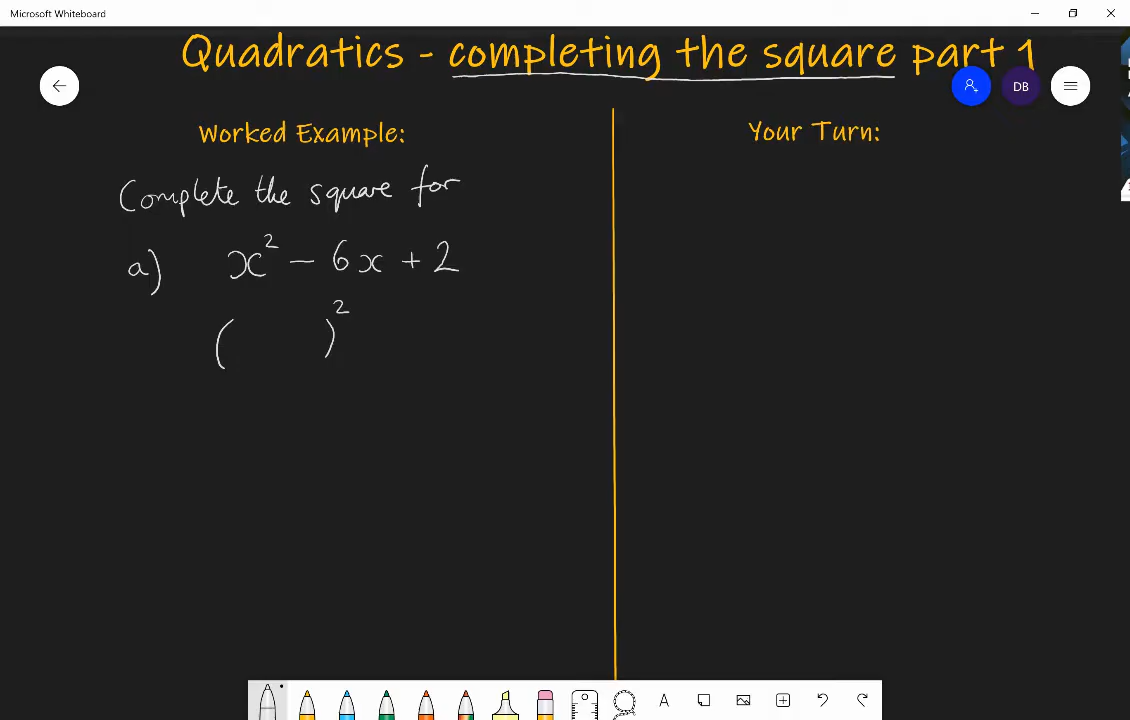 Microsoft Whiteboard
Quadratics - completing the square part 1
DB
Worked Example:
Your Turn:
Complete the square for
a) x² - 6x + 2
( )²
A